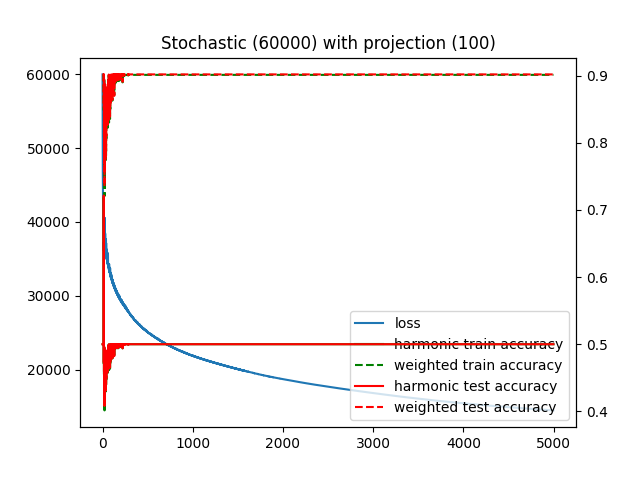 Stochastic (60000) with projection (100)
60000
50000
40000
30000
20000
0.9
0.8
0.7
0.6
0.5
0.4
loss
harmonic train accuracy
weighted train accuracy
harmonic test accuracy
weighted test accuracy
0 1000 2000 3000 4000 5000